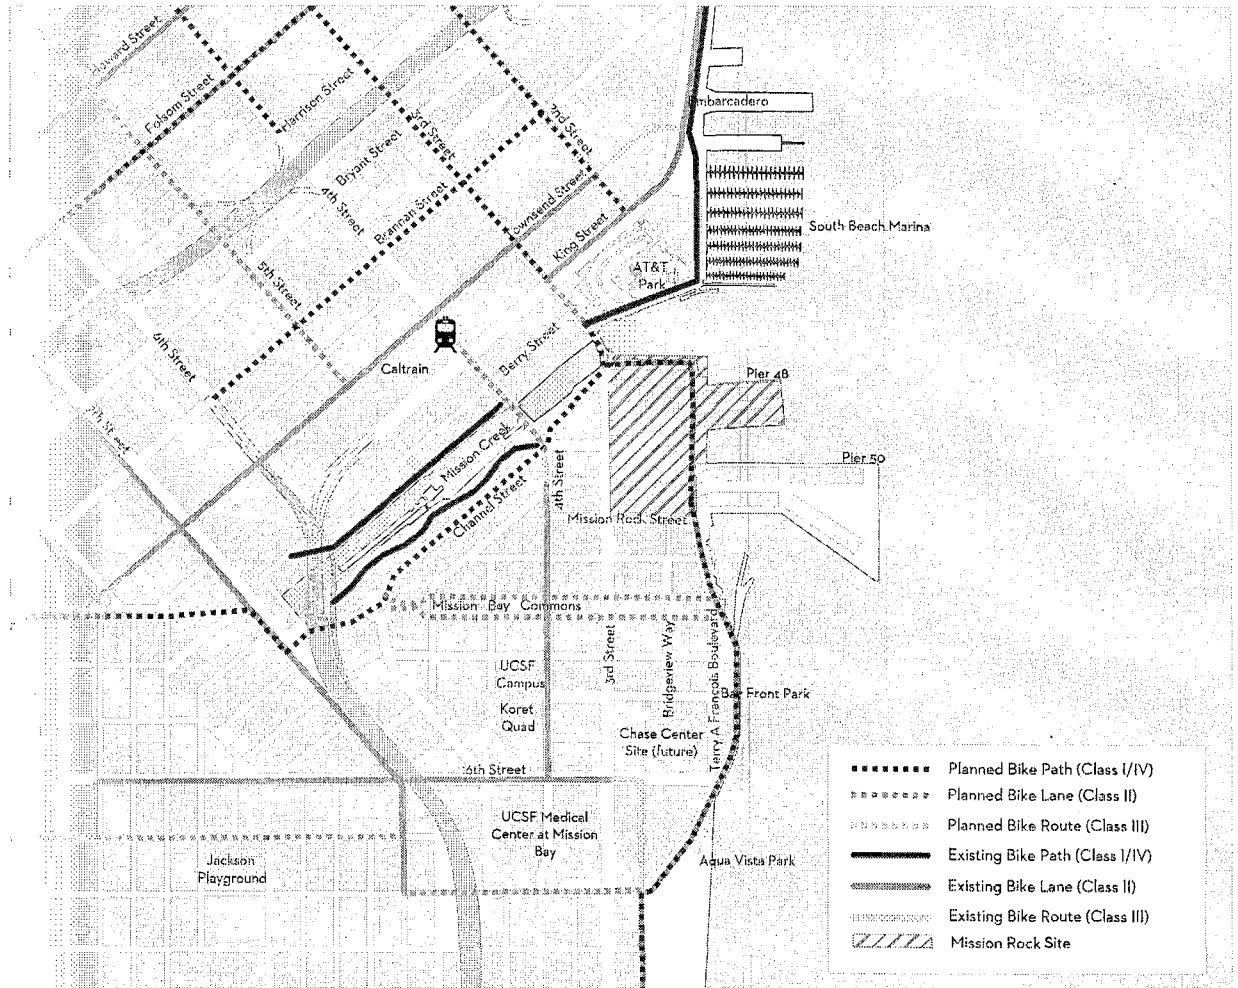 Howard Street
Folsom Street
Harrison Street
3rd Street
2nd Street
Embarcadero
Bryant Street
4th Street
Brannan Street
Townsend Street
King Street
South Beach Marina
5th Street
AT&T
Park
6th Street
Caltrain
Berry Street
Pier 48
7th Street
Mission Creek
Channel Street
4th Street
Pier 50
Mission Rock Street
Mission Bay Commons
3rd Street
Bridgeview Way
Terry A Francois Boulevard
UCSF
Campus
Koret
Quad
Bay Front Park
Chase Center
Site (future)
16th Street
UCSF Medical
Center at Mission
Bay
Jackson
Playground
Agua Vista Park
Planned Bike Path (Class I/IV)
Planned Bike Lane (Class II)
Planned Bike Route (Class III)
Existing Bike Path (Class I/IV)
Existing Bike Lane (Class II)
Existing Bike Route (Class III)
Mission Rock Site